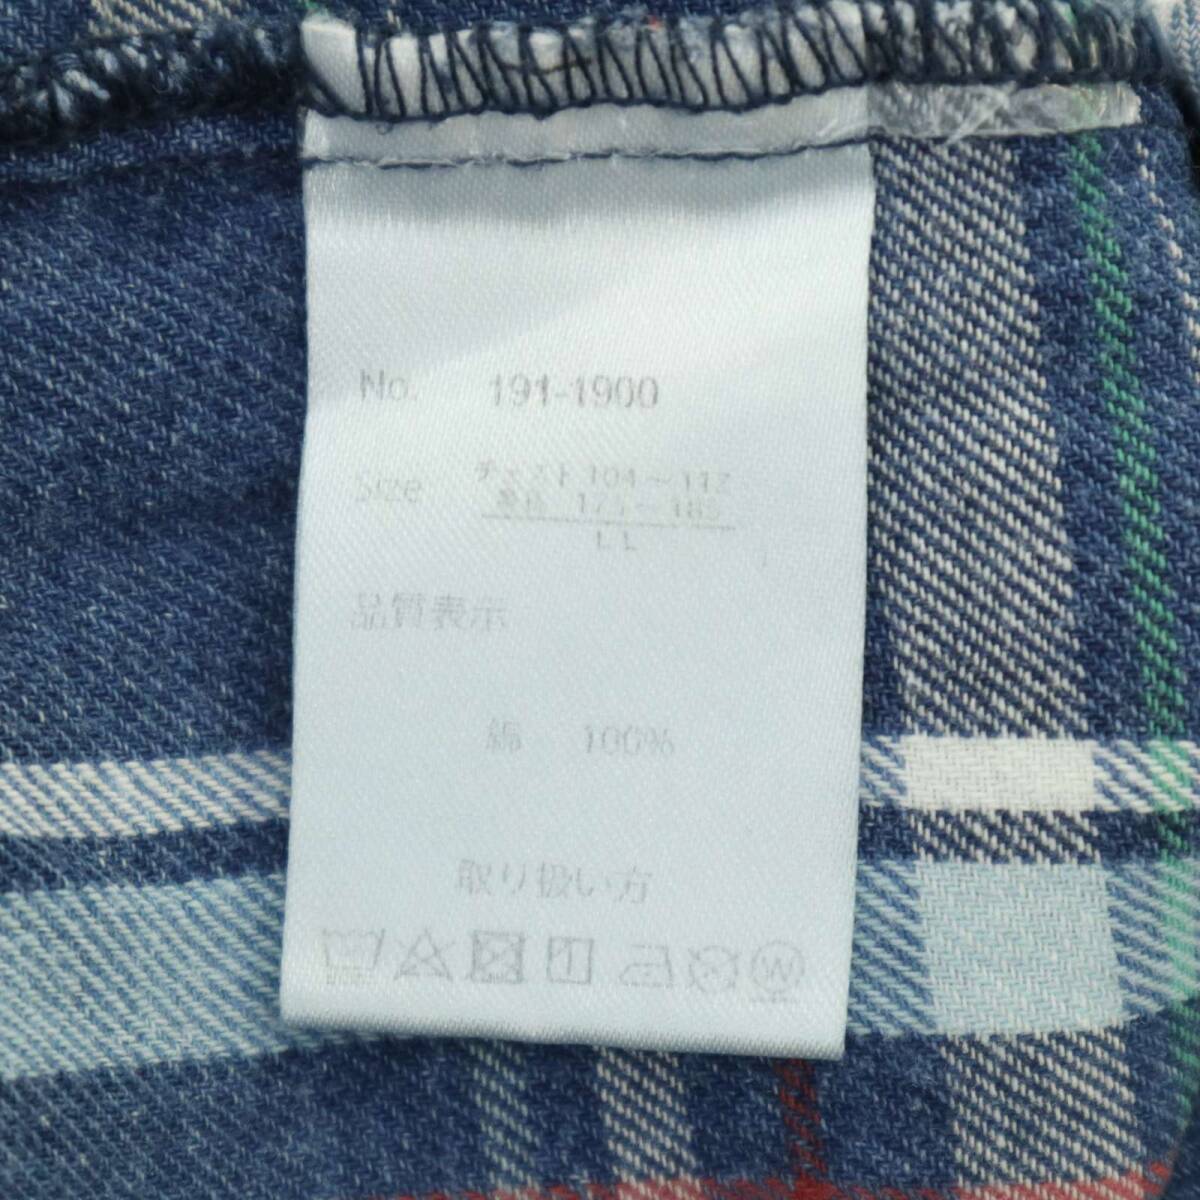 No. 191-1900
Size チェスト 104～112
身長 175～185
LL
品質表示
綿 100%
取り扱い方
W